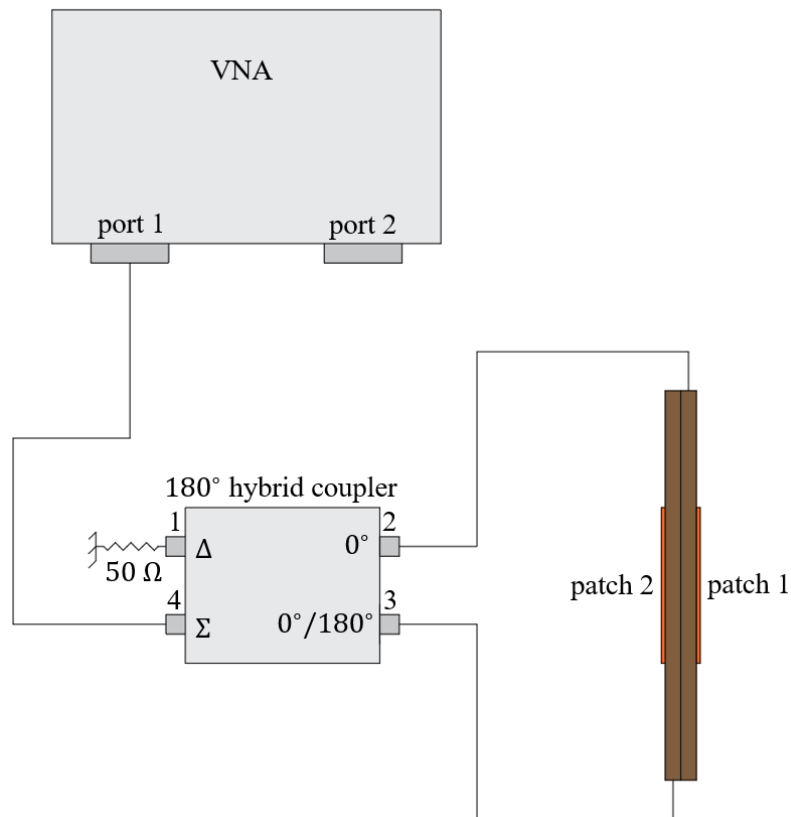 VNA
port 1
port 2
180° hybrid coupler
1
2
Δ
0°
50 Ω
patch 2
patch 1
4
3
Σ
0°/180°